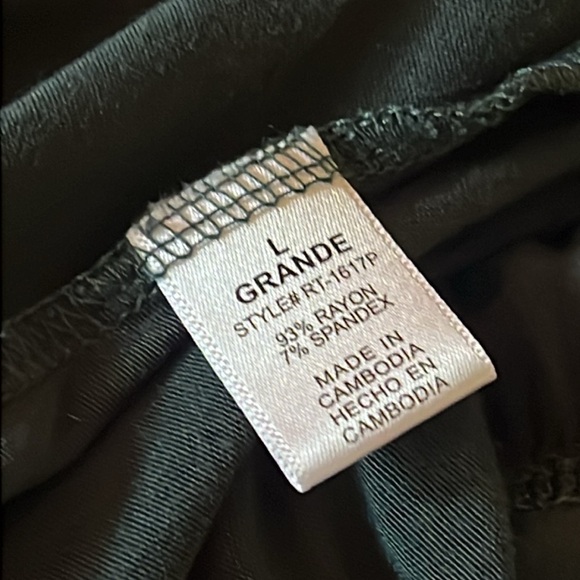 L
GRANDE
STYLE# RT-1617P
93% RAYON
7% SPANDEX
MADE IN
CAMBODIA
HECHO EN
CAMBODIA